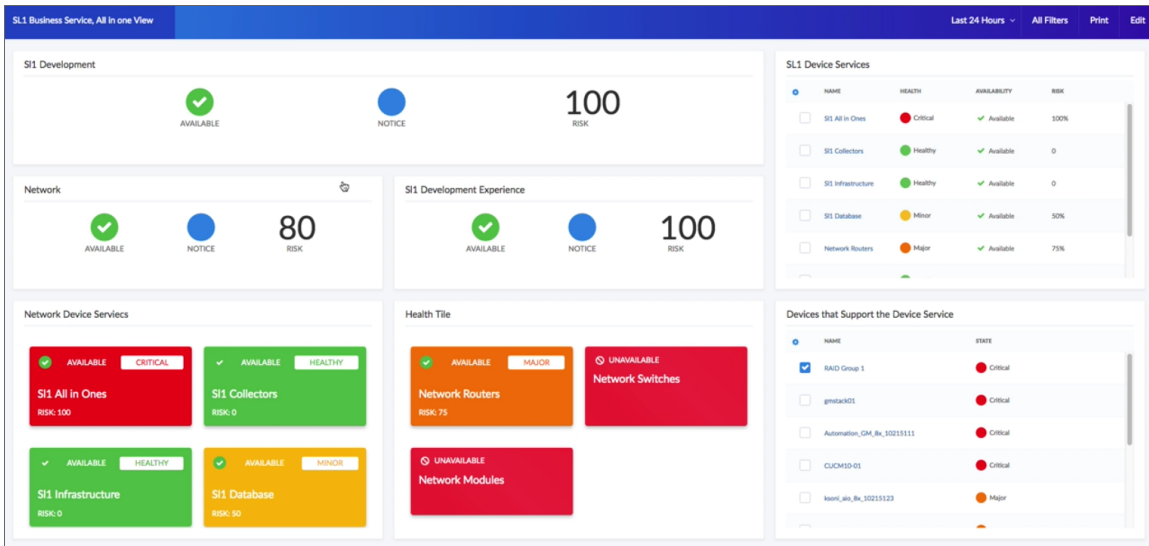 SL1 Business Service, All in one View
Last 24 Hours All Filters Print Edit
Sl1 Development
AVAILABLE
NOTICE
100
RISK
Network
AVAILABLE
NOTICE
80
RISK
Sl1 Development Experience
AVAILABLE
NOTICE
100
RISK
SL1 Device Services
NAME HEALTH AVAILABILITY RISK
Sl1 All in Ones Critical Available 100%
Sl1 Collectors Healthy Available 0
Sl1 Infrastructure Healthy Available 0
Sl1 Database Minor Available 50%
Network Routers Major Available 75%
Network Device Serviecs
AVAILABLE CRITICAL
Sl1 All in Ones
RISK: 100
AVAILABLE HEALTHY
Sl1 Collectors
RISK: 0
AVAILABLE HEALTHY
Sl1 Infrastructure
RISK: 0
AVAILABLE MINOR
Sl1 Database
RISK: 50
Health Tile
AVAILABLE MAJOR
Network Routers
RISK: 75
UNAVAILABLE
Network Switches
UNAVAILABLE
Network Modules
Devices that Support the Device Service
NAME STATE
RAID Group 1 Critical
gmstack01 Critical
Automation_GM_8x_10215111 Critical
CUCM10-01 Critical
kooni_aio_8x_10215123 Major